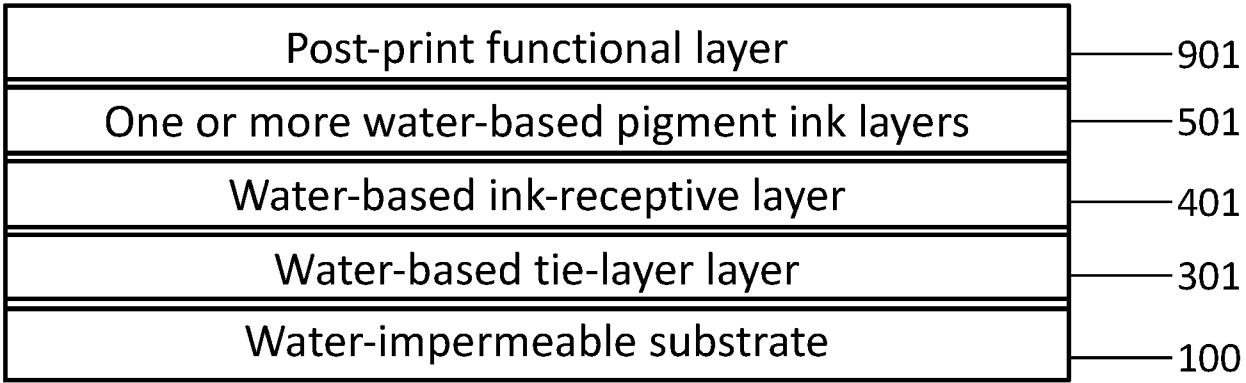 Post-print functional layer 901
One or more water-based pigment ink layers 501
Water-based ink-receptive layer 401
Water-based tie-layer layer 301
Water-impermeable substrate 100